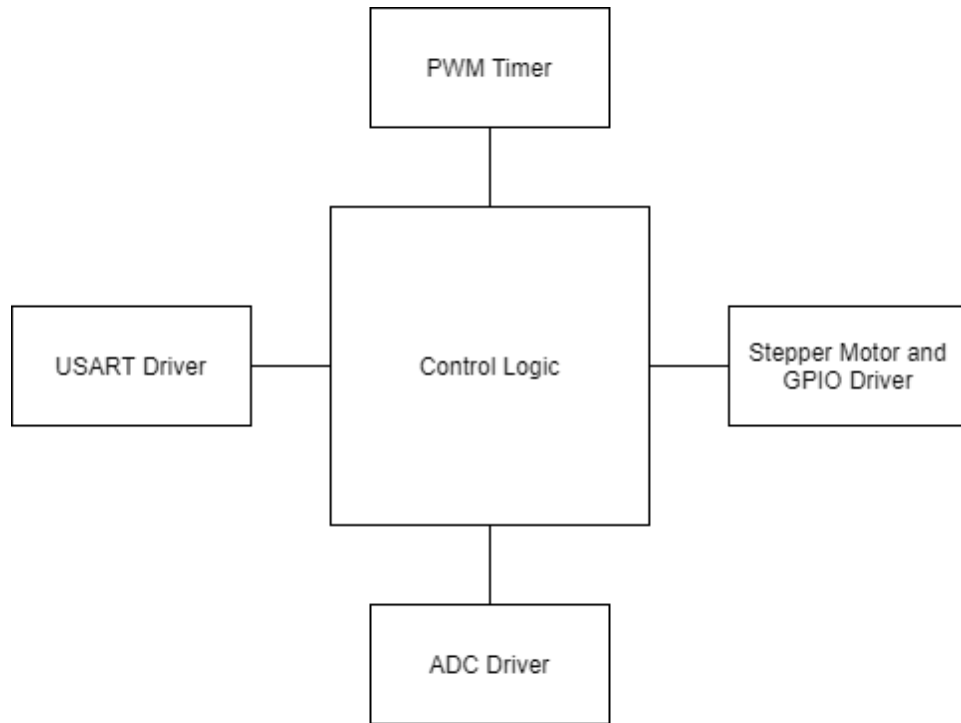 PWM Timer
USART Driver
Control Logic
Stepper Motor and
GPIO Driver
ADC Driver